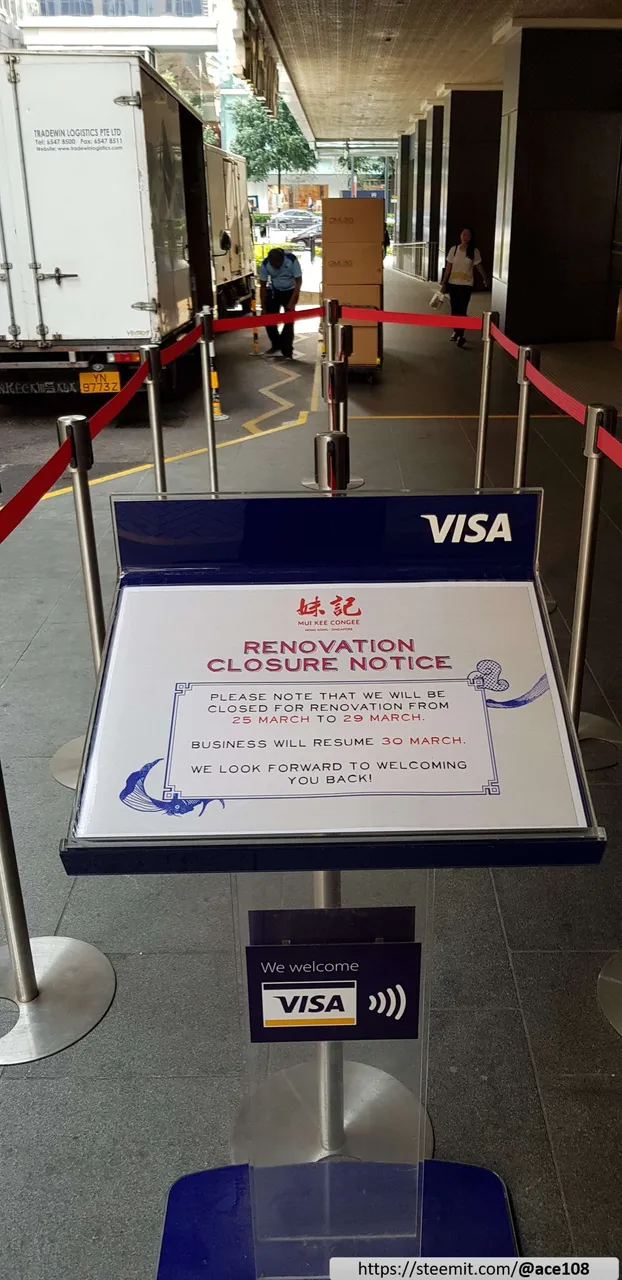 TRADEWIN LOGISTICS PTE LTD
Tel: 6547 8500 Fax: 6547 8511
Website: www.tradewinlogistics.com
YN
9773Z
VISA
妹記
MUI KEE CONGEE
HONG KONG · SINGAPORE
RENOVATION
CLOSURE NOTICE
PLEASE NOTE THAT WE WILL BE
CLOSED FOR RENOVATION FROM
25 MARCH TO 29 MARCH.
BUSINESS WILL RESUME 30 MARCH.
WE LOOK FORWARD TO WELCOMING
YOU BACK!
We welcome
VISA
https://steemit.com/@ace108